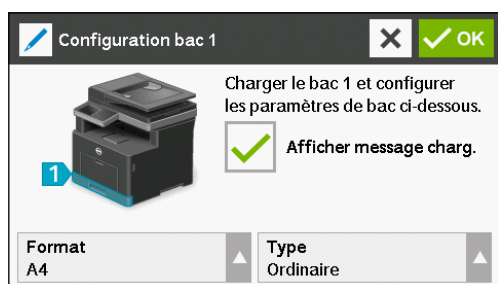 Configuration bac 1
OK
Charger le bac 1 et configurer
les paramètres de bac ci-dessous.
Afficher message charg.
1
Format
A4
Type
Ordinaire